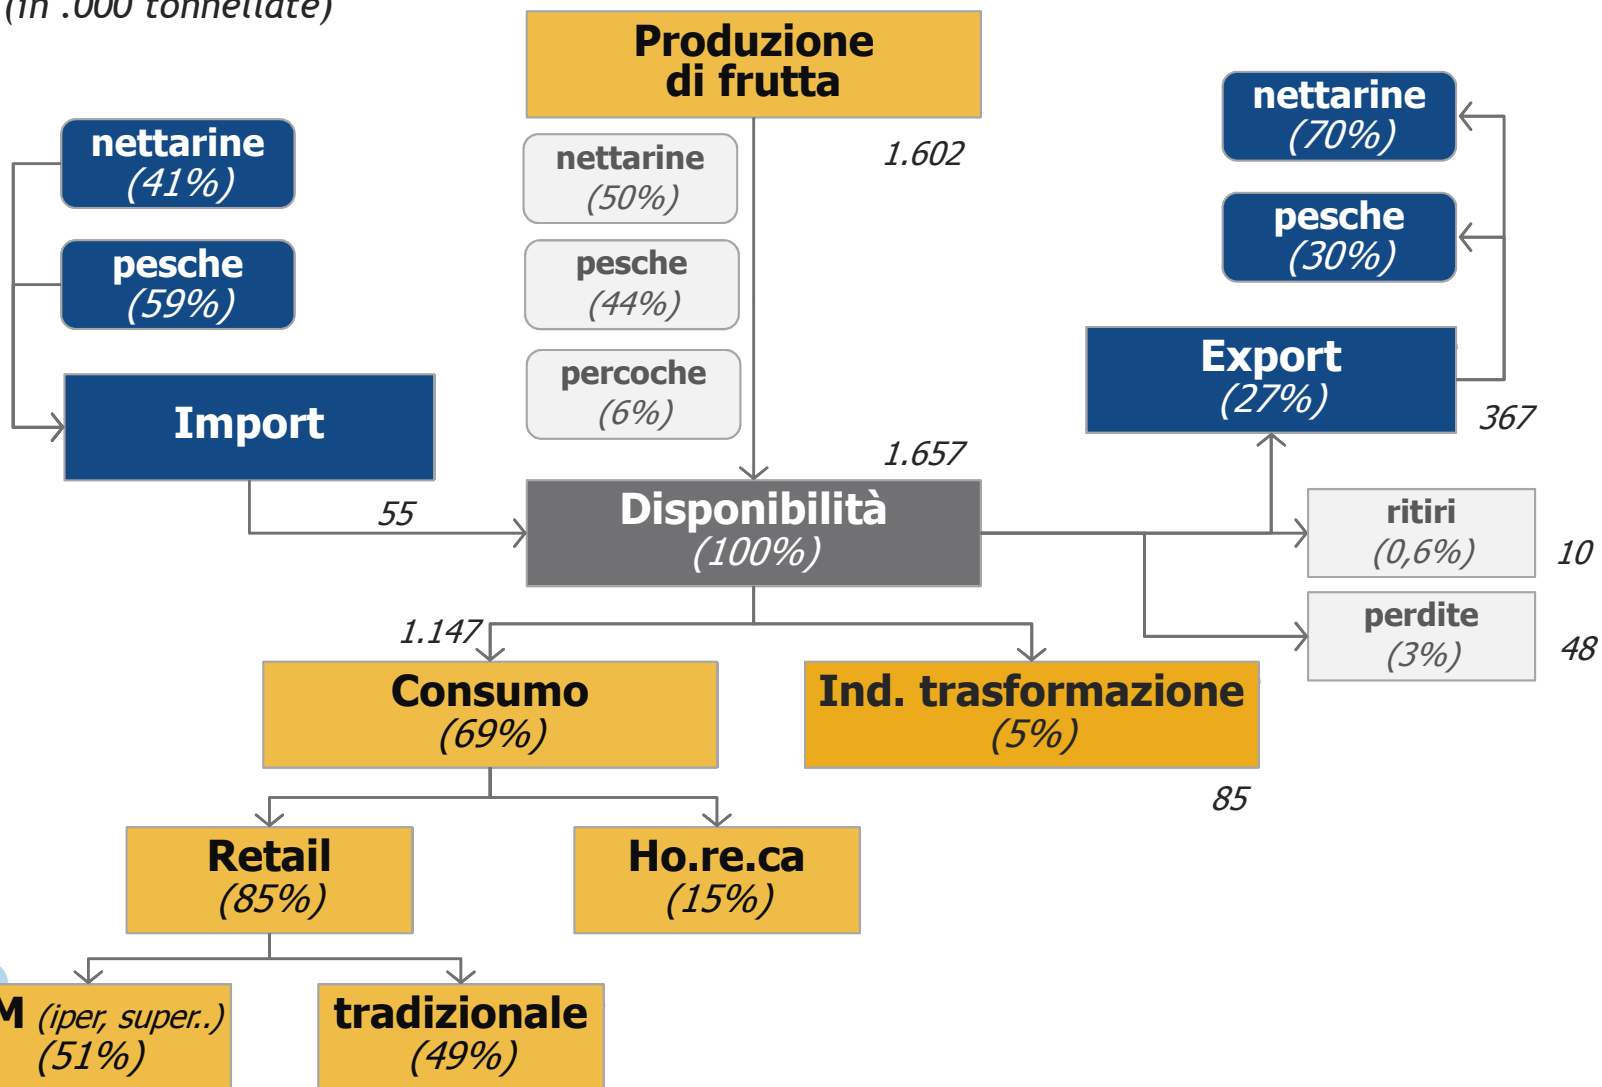 (in .000 tonnellate)
Produzione
di frutta
1.602
nettarine
(41%)
pesche
(59%)
Import
55
nettarine
(50%)
pesche
(44%)
percoche
(6%)
nettarine
(70%)
pesche
(30%)
Export
(27%)
367
1.657
Disponibilità
(100%)
ritiri
(0,6%)
10
perdite
(3%)
48
1.147
Consumo
(69%)
Ind. trasformazione
(5%)
85
Retail
(85%)
Ho.re.ca
(15%)
M (iper, super..)
(51%)
tradizionale
(49%)